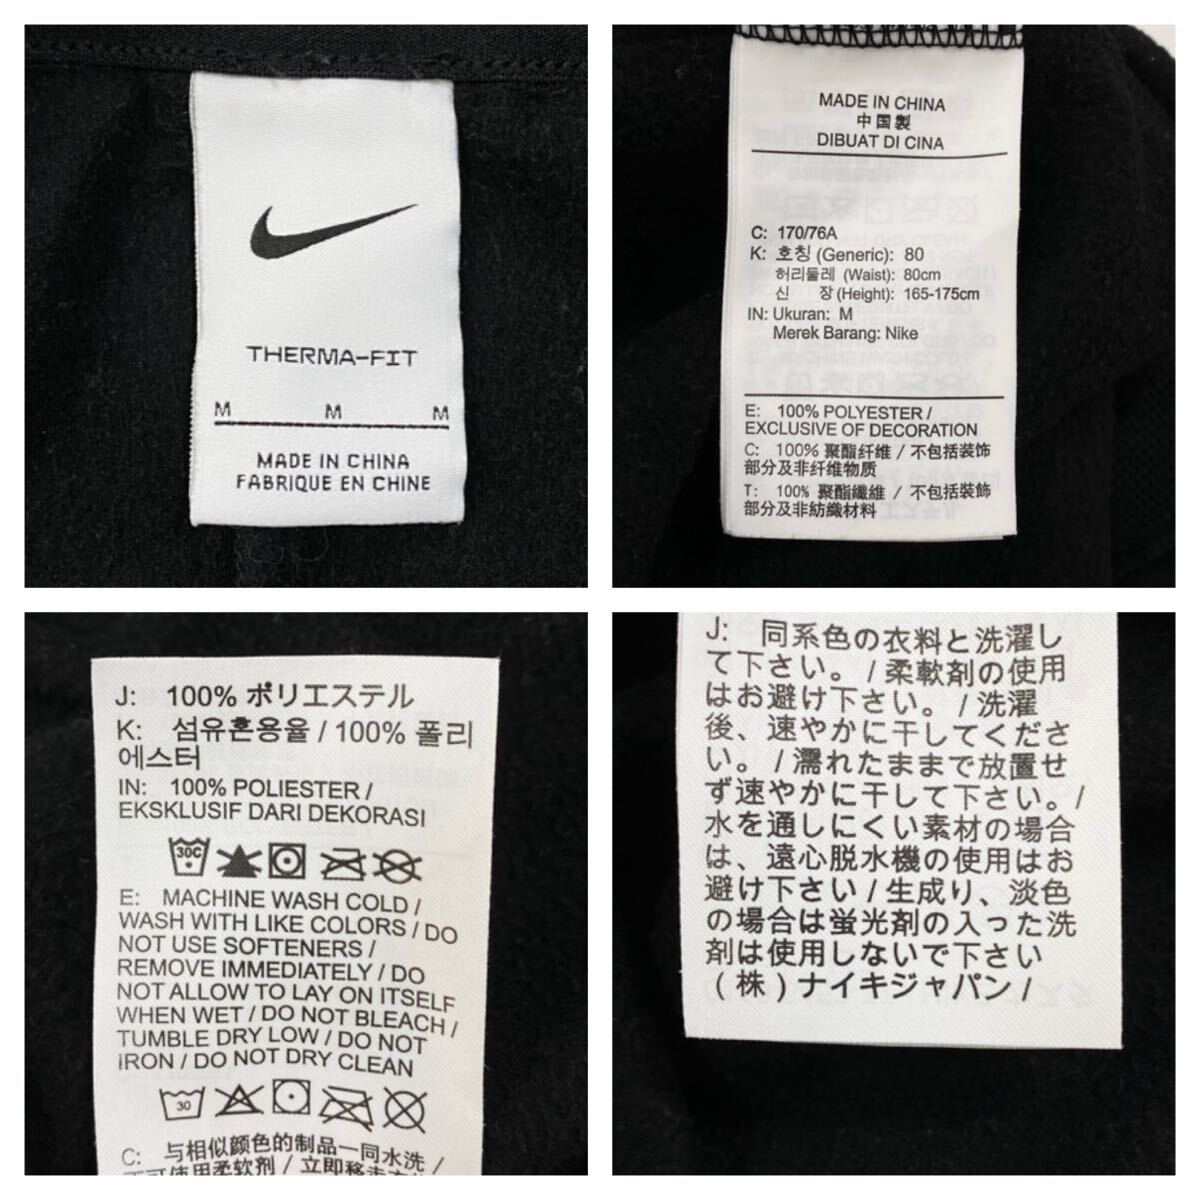 THERMA-FIT
M M M
MADE IN CHINA
FABRIQUE EN CHINE
MADE IN CHINA
中国製
DIBUAT DI CINA
C: 170/76A
K: 호칭 (Generic): 80
허리둘레 (Waist): 80cm
신 장 (Height): 165-175cm
IN: Ukuran: M
Merek Barang: Nike
E: 100% POLYESTER /
EXCLUSIVE OF DECORATION
C: 100% 聚酯纤维 / 不包括装饰
部分及非纤维物质
T: 100% 聚酯纖維 / 不包括裝飾
部分及非紡織材料
J: 100% ポリエステル
K: 섬유혼용율 / 100% 폴리
에스터
IN: 100% POLIESTER /
EKSKLUSIF DARI DEKORASI
30C
E: MACHINE WASH COLD /
WASH WITH LIKE COLORS / DO
NOT USE SOFTENERS /
REMOVE IMMEDIATELY / DO
NOT ALLOW TO LAY ON ITSELF
WHEN WET / DO NOT BLEACH /
TUMBLE DRY LOW / DO NOT
IRON / DO NOT DRY CLEAN
30
C: 与相似颜色的制品一同水洗 /
不可使用柔软剂 / 立即移走
J: 同系色の衣料と洗濯し
て下さい。/ 柔軟剤の使用
はお避け下さい。/ 洗濯
後、速やかに干してくださ
い。/ 濡れたままで放置せ
ず速やかに干して下さい。/
水を通しにくい素材の場合
は、遠心脱水機の使用はお
避け下さい / 生成り、淡色
の場合は蛍光剤の入った洗
剤は使用しないで下さい
(株)ナイキジャパン /